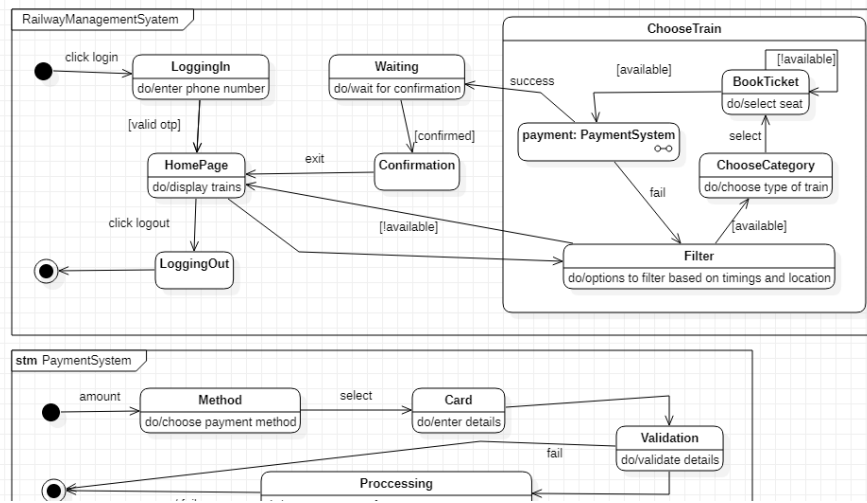 RailwayManagementSyatem
ChooseTrain
click login
LoggingIn
do/enter phone number
Waiting
do/wait for confirmation
success
[available]
[!available]
BookTicket
do/select seat
[valid otp]
[confirmed]
payment: PaymentSystem
select
HomePage
do/display trains
exit
Confirmation
ChooseCategory
do/choose type of train
fail
click logout
[!available]
[available]
LoggingOut
Filter
do/options to filter based on timings and location
stm PaymentSystem
amount
Method
do/choose payment method
select
Card
do/enter details
Validation
do/validate details
fail
Proccessing